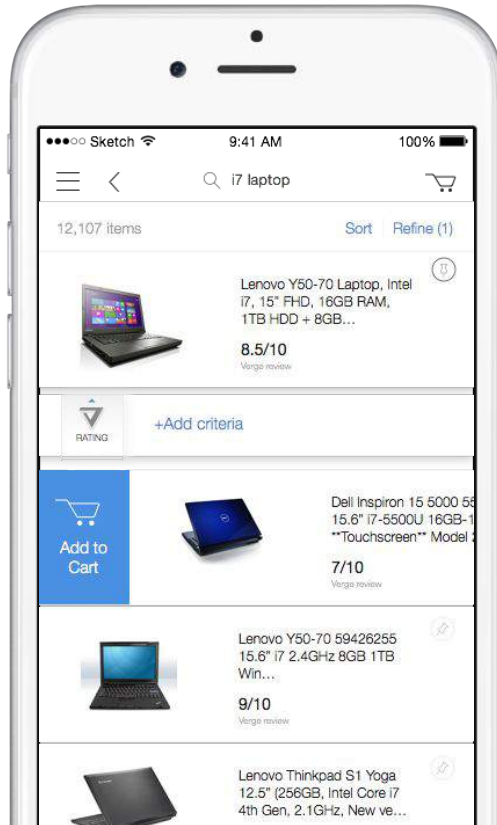 Sketch 9:41 AM 100%
i7 laptop
12,107 items Sort Refine (1)
Lenovo Y50-70 Laptop, Intel
i7, 15" FHD, 16GB RAM,
1TB HDD + 8GB...
8.5/10
Verge review
RATING
+Add criteria
Add to
Cart
Dell Inspiron 15 5000 55
15.6" i7-5500U 16GB-1
**Touchscreen** Model
7/10
Verge review
Lenovo Y50-70 59426255
15.6" i7 2.4GHz 8GB 1TB
Win...
9/10
Verge review
Lenovo Thinkpad S1 Yoga
12.5" (256GB, Intel Core i7
4th Gen, 2.1GHz, New ve...